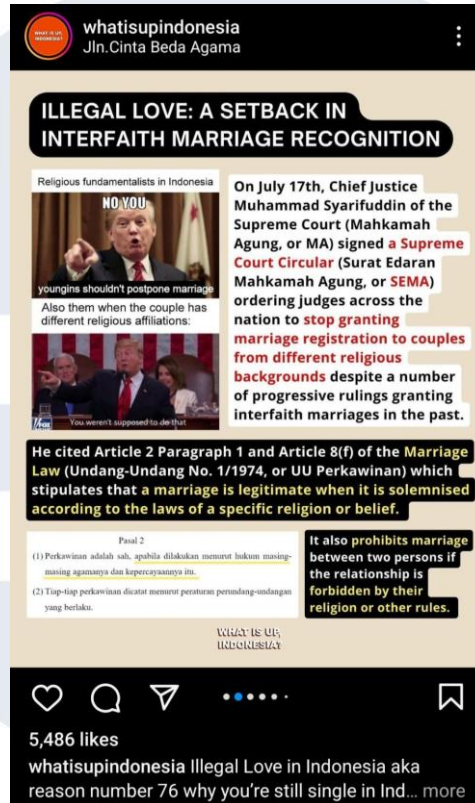 WHAT IS UP, INDONESIA?
whatisupindonesia
Jln.Cinta Beda Agama
ILLEGAL LOVE: A SETBACK IN
INTERFAITH MARRIAGE RECOGNITION
Religious fundamentalists in Indonesia
NO YOU
youngins shouldn't postpone marriage
Also them when the couple has
different religious affiliations:
You weren't supposed to do that
On July 17th, Chief Justice
Muhammad Syarifuddin of the
Supreme Court (Mahkamah
Agung, or MA) signed a Supreme
Court Circular (Surat Edaran
Mahkamah Agung, or SEMA)
ordering judges across the
nation to stop granting
marriage registration to couples
from different religious
backgrounds despite a number
of progressive rulings granting
interfaith marriages in the past.
He cited Article 2 Paragraph 1 and Article 8(f) of the Marriage
Law (Undang-Undang No. 1/1974, or UU Perkawinan) which
stipulates that a marriage is legitimate when it is solemnised
according to the laws of a specific religion or belief.
Pasal 2
(1) Perkawinan adalah sah, apabila dilakukan menurut hukum masing-
masing agamanya dan kepercayaannya itu.
(2) Tiap-tiap perkawinan dicatat menurut peraturan perundang-undangan
yang berlaku.
It also prohibits marriage
between two persons if
the relationship is
forbidden by their
religion or other rules.
WHAT IS UP,
INDONESIA?
5,486 likes
whatisupindonesia Illegal Love in Indonesia aka
reason number 76 why you're still single in Ind... more